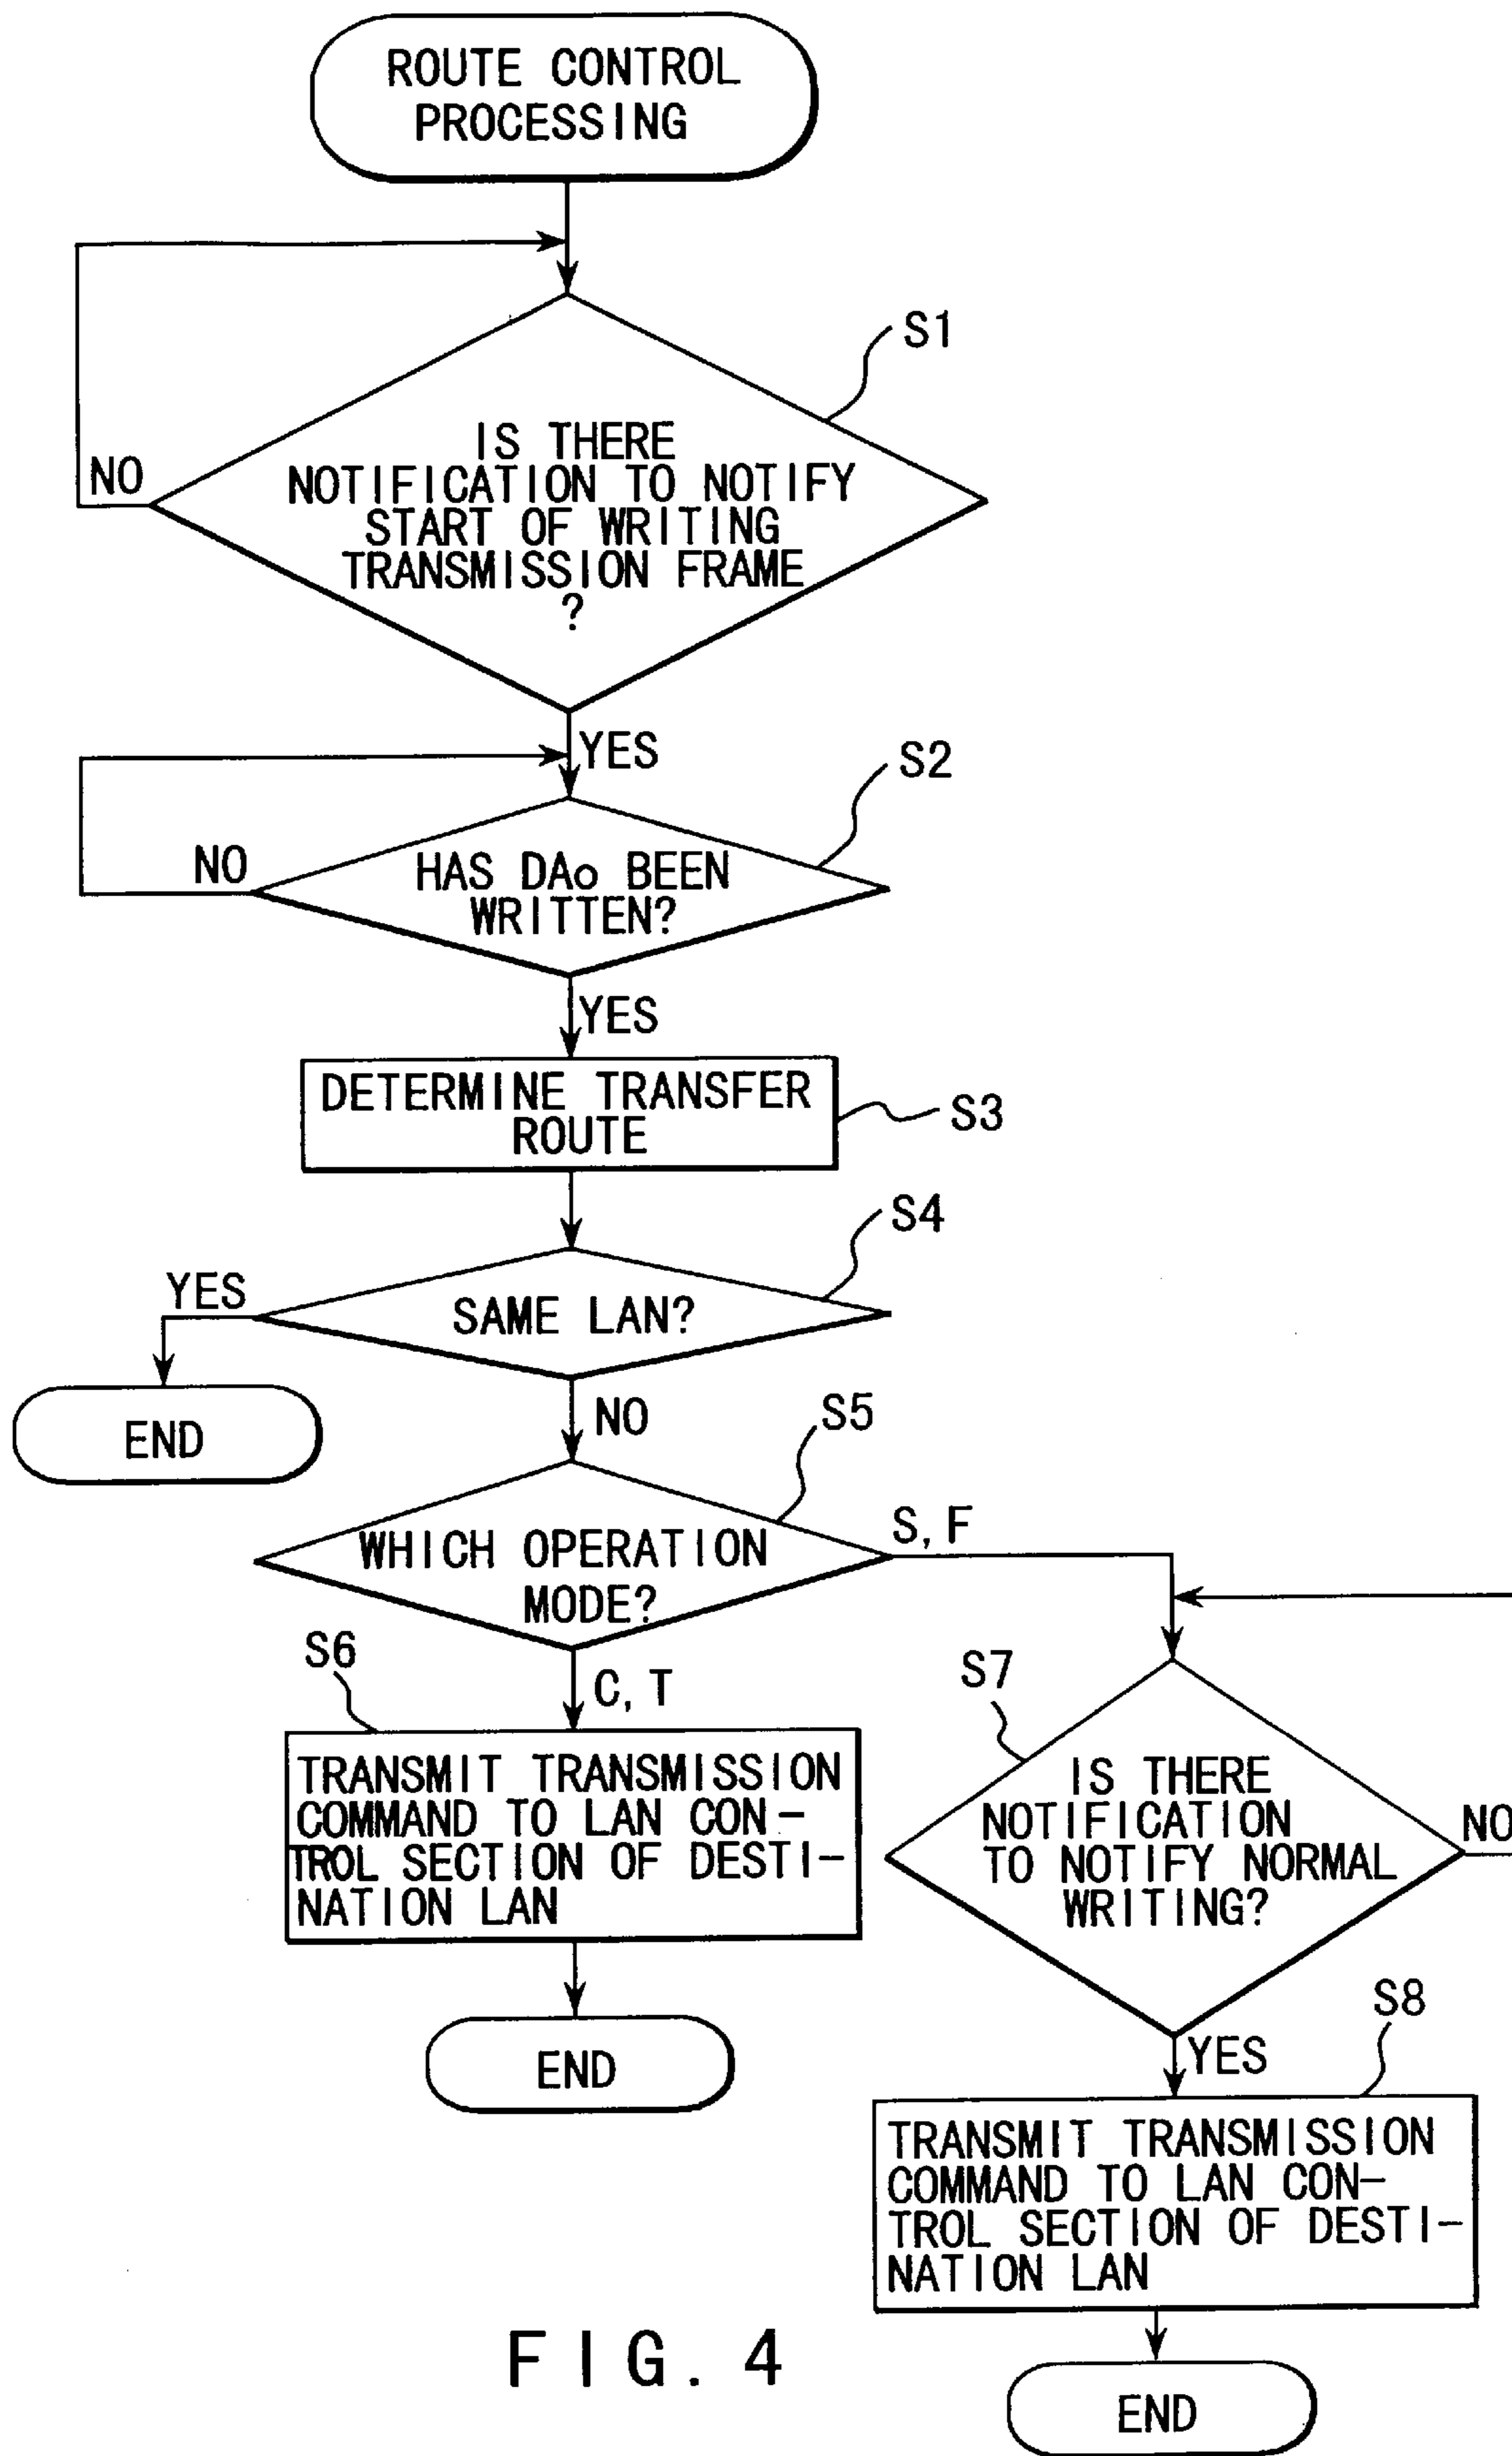 ROUTE CONTROL
PROCESSING
S1
IS THERE
NOTIFICATION TO NOTIFY
START OF WRITING
TRANSMISSION FRAME
?
NO
YES
S2
HAS DAo BEEN
WRITTEN?
NO
YES
DETERMINE TRANSFER
ROUTE
S3
S4
SAME LAN?
YES
END
NO
S5
WHICH OPERATION
MODE?
S, F
C, T
S6
TRANSMIT TRANSMISSION
COMMAND TO LAN CON-
TROL SECTION OF DESTI-
NATION LAN
END
S7
IS THERE
NOTIFICATION
TO NOTIFY NORMAL
WRITING?
NO
YES
S8
TRANSMIT TRANSMISSION
COMMAND TO LAN CON-
TROL SECTION OF DESTI-
NATION LAN
END
FIG. 4